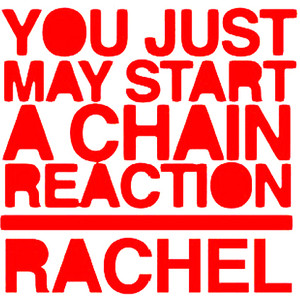 YOU JUST
MAY START
A CHAIN
REACTION
RACHEL